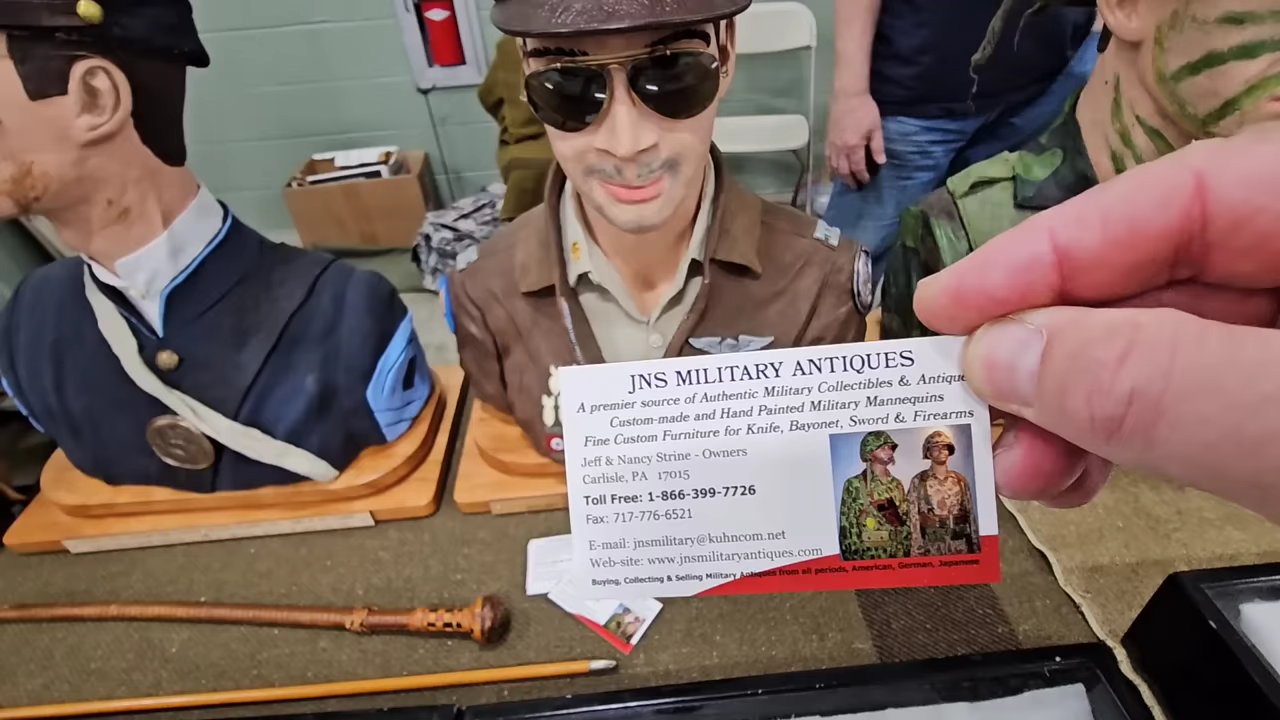 JNS MILITARY ANTIQUES
A premier source of Authentic Military Collectibles & Antique
Custom-made and Hand Painted Military Mannequins
Fine Custom Furniture for Knife, Bayonet, Sword & Firearms
Jeff & Nancy Strine - Owners
Carlisle, PA 17015
Toll Free: 1-866-399-7726
Fax: 717-776-6521
E-mail: jnsmilitary@kuhncom.net
Web-site: www.jnsmilitaryantiques.com
Buying, Collecting & Selling Military Antiques from all periods, American, German, Japanese